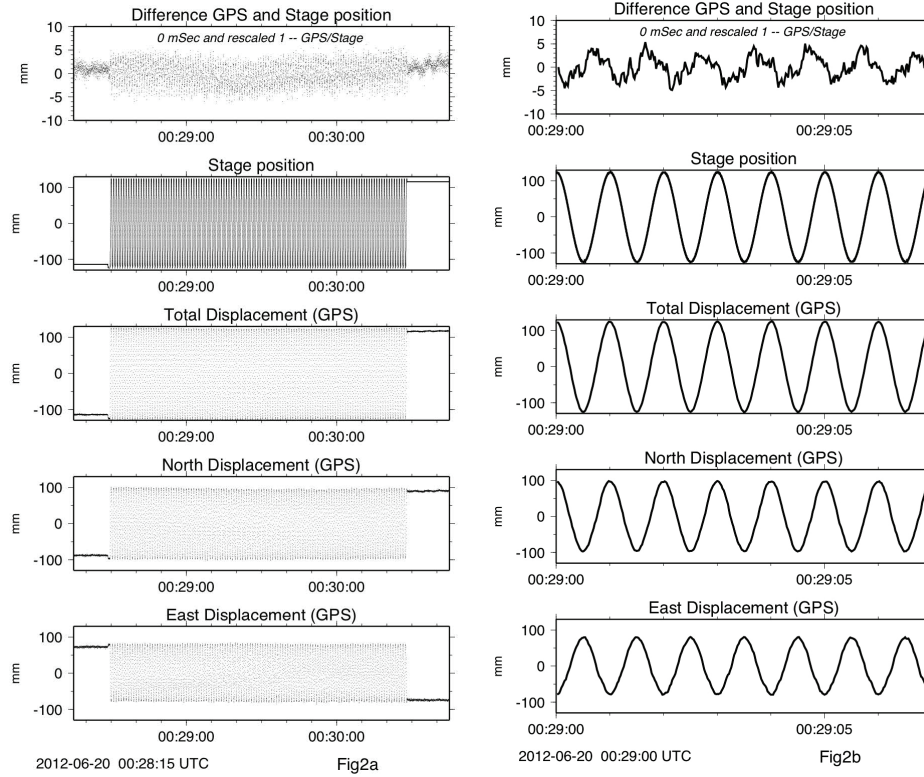 Difference GPS and Stage position
0 mSec and rescaled 1 -- GPS/Stage
10
5
0
-5
-10
mm
00:29:00 00:30:00
Stage position
100
0
-100
mm
00:29:00 00:30:00
Total Displacement (GPS)
100
0
-100
mm
00:29:00 00:30:00
North Displacement (GPS)
100
0
-100
mm
00:29:00 00:30:00
East Displacement (GPS)
100
0
-100
mm
00:29:00 00:30:00
2012-06-20 00:28:15 UTC Fig2a
Difference GPS and Stage position
0 mSec and rescaled 1 -- GPS/Stage
10
5
0
-5
-10
mm
00:29:00 00:29:05
Stage position
100
0
-100
mm
00:29:00 00:29:05
Total Displacement (GPS)
100
0
-100
mm
00:29:00 00:29:05
North Displacement (GPS)
100
0
-100
mm
00:29:00 00:29:05
East Displacement (GPS)
100
0
-100
mm
00:29:00 00:29:05
2012-06-20 00:29:00 UTC Fig2b